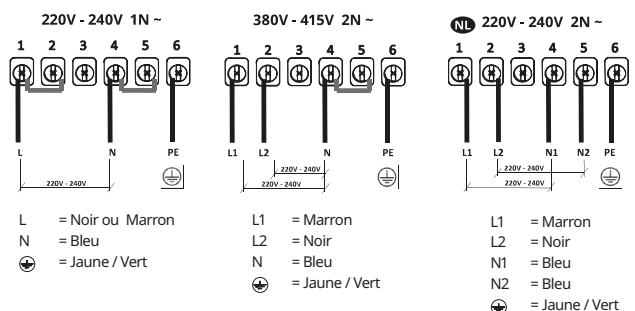 220V - 240V 1N ~
1 2 3 4 5 6
L N PE
220V - 240V
L = Noir ou Marron
N = Bleu
= Jaune / Vert
380V - 415V 2N ~
1 2 3 4 5 6
L1 L2 N PE
220V - 240V
220V - 240V
L1 = Marron
L2 = Noir
N = Bleu
= Jaune / Vert
NL 220V - 240V 2N ~
1 2 3 4 5 6
L1 L2 N1 N2 PE
220V - 240V
220V - 240V
L1 = Marron
L2 = Noir
N1 = Bleu
N2 = Bleu
= Jaune / Vert